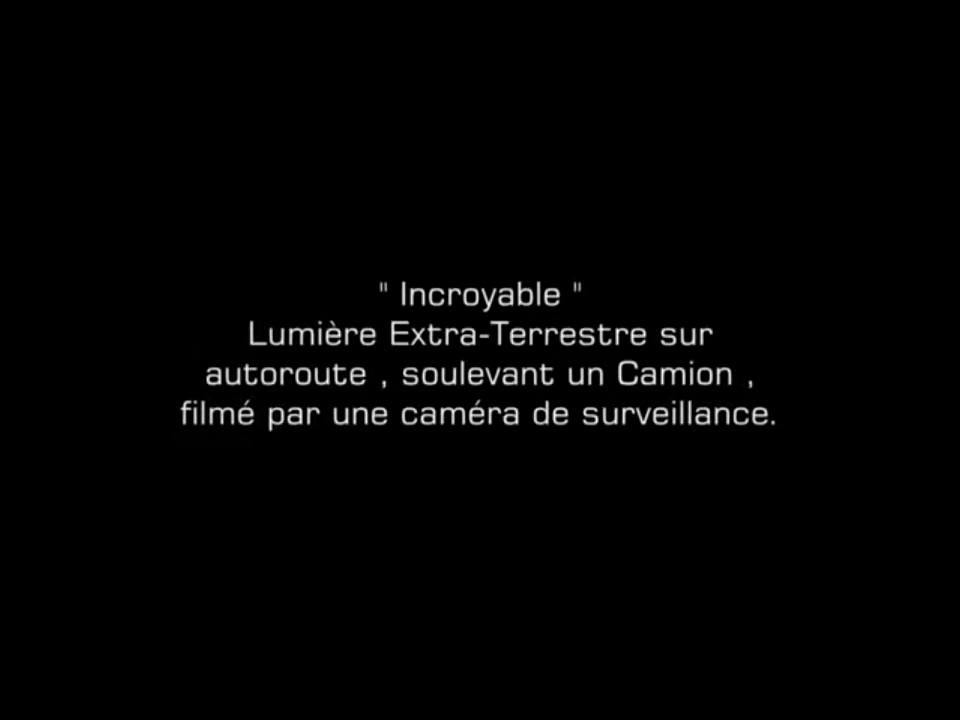 " Incroyable "
Lumière Extra-Terrestre sur
autoroute , soulevant un Camion ,
filmé par une caméra de surveillance.